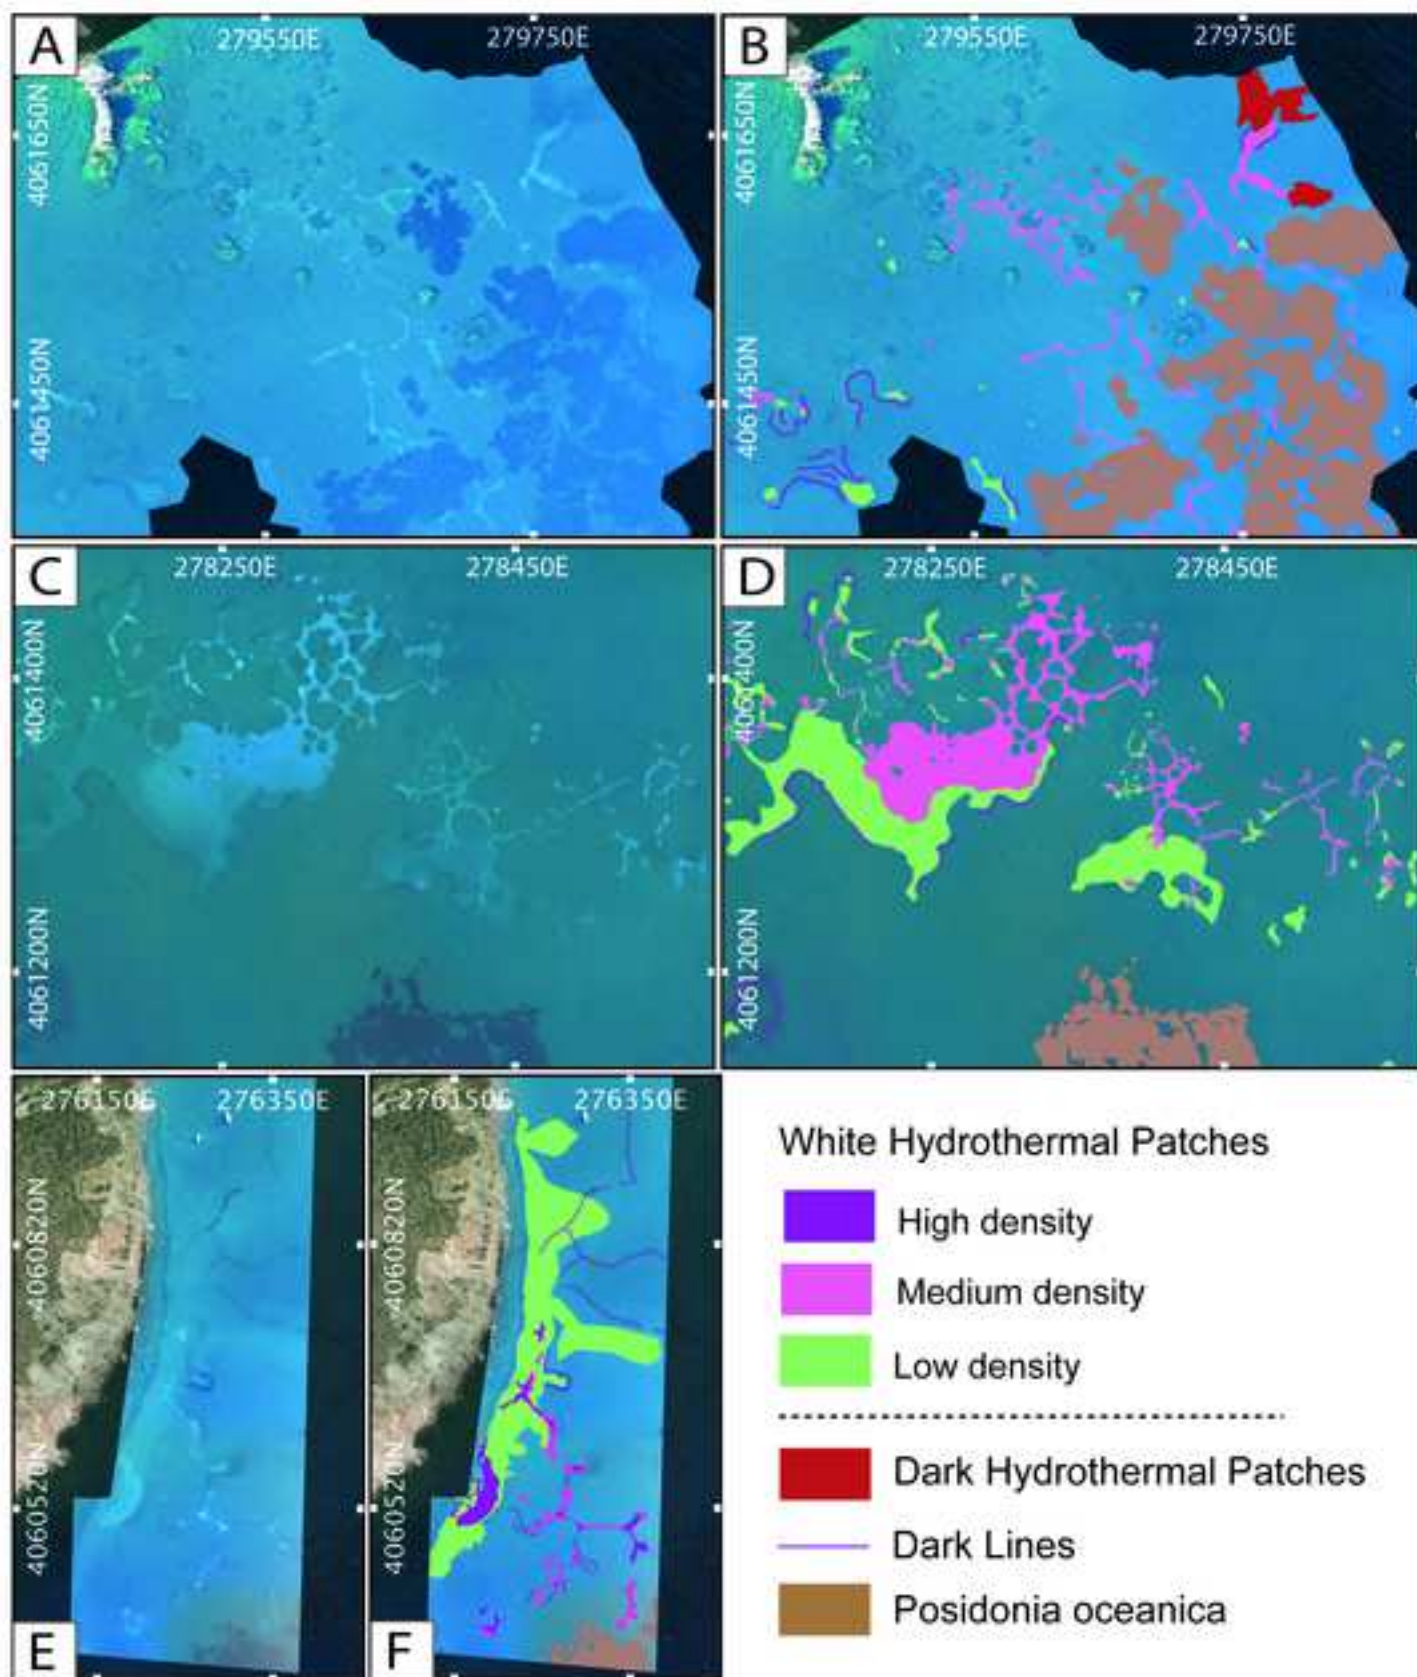 A
279550E
279750E
4061650N
4061450N
B
279550E
279750E
4061650N
4061450N
C
278250E
278450E
4061400N
4061200N
D
278250E
278450E
4061400N
4061200N
276150E
276350E
4060820N
4060520N
E
276150E
276350E
4060820N
4060520N
F
White Hydrothermal Patches
High density
Medium density
Low density
Dark Hydrothermal Patches
Dark Lines
Posidonia oceanica